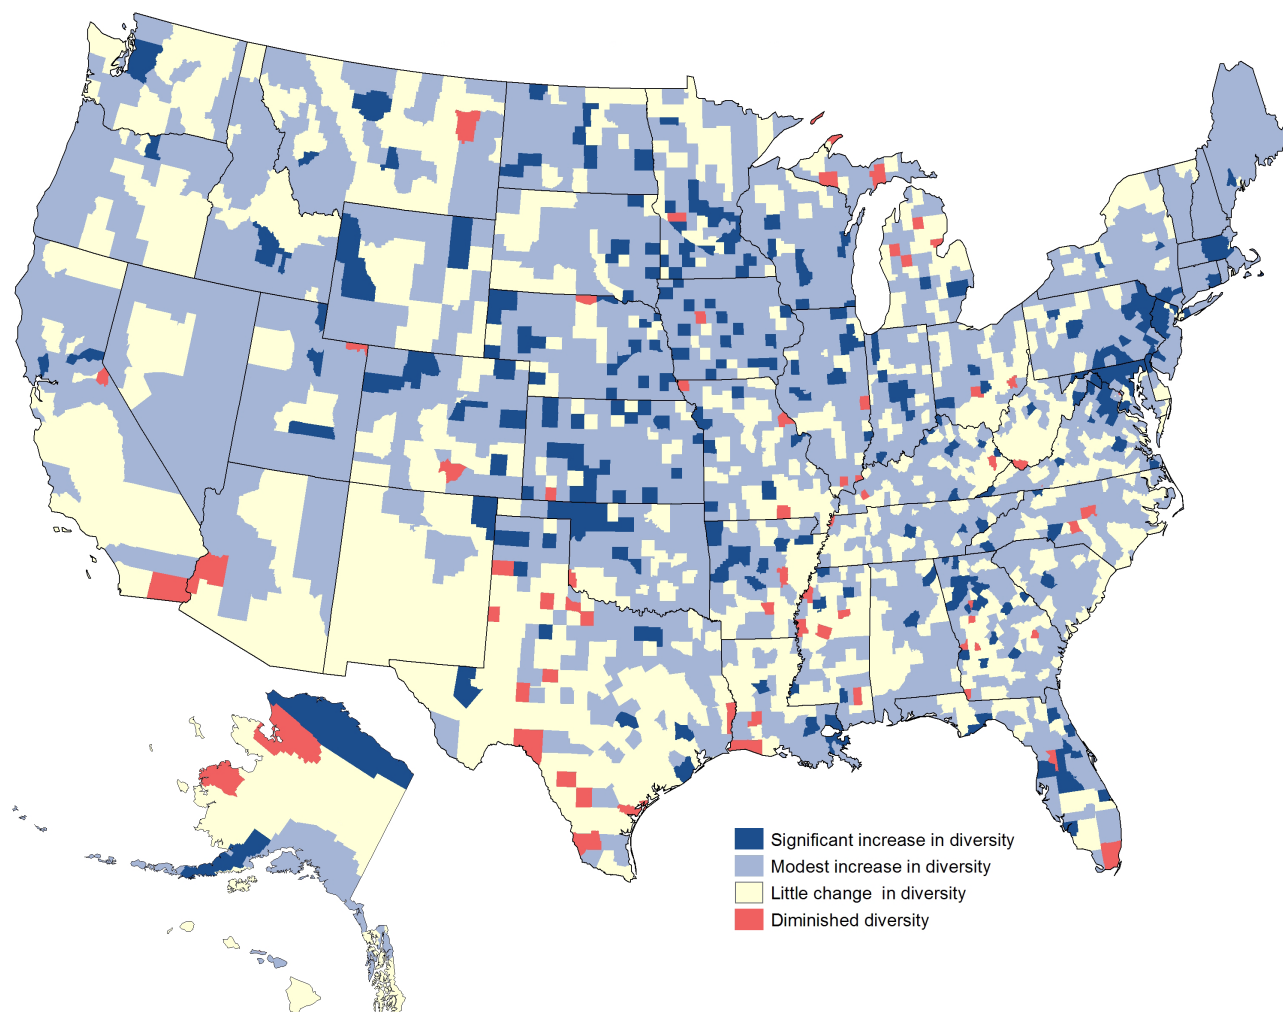 Significant increase in diversity
Modest increase in diversity
Little change  in diversity
Diminished diversity